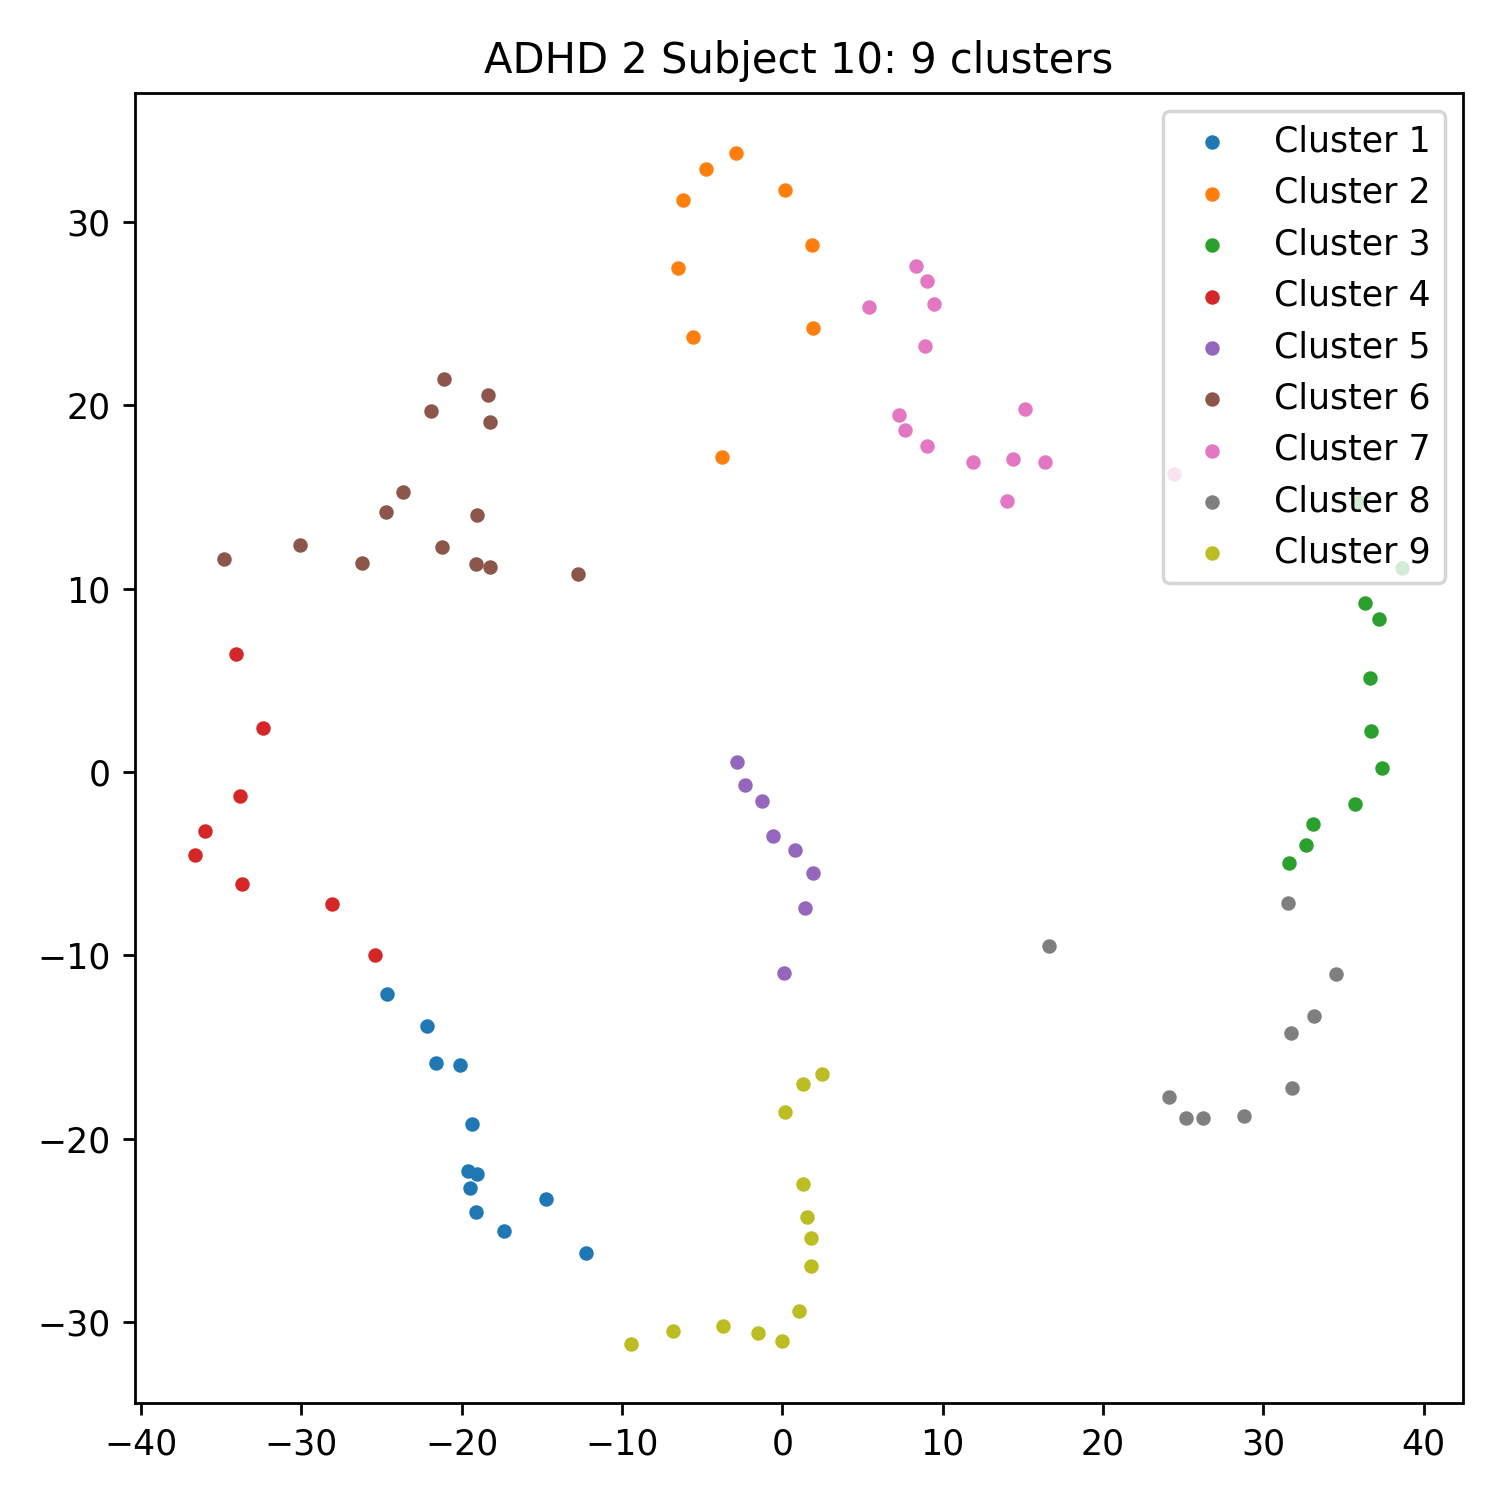 ADHD 2 Subject 10: 9 clusters
Cluster 1
Cluster 2
Cluster 3
Cluster 4
Cluster 5
Cluster 6
Cluster 7
Cluster 8
Cluster 9
30
20
10
0
−10
−20
−30
−40 −30 −20 −10 0 10 20 30 40